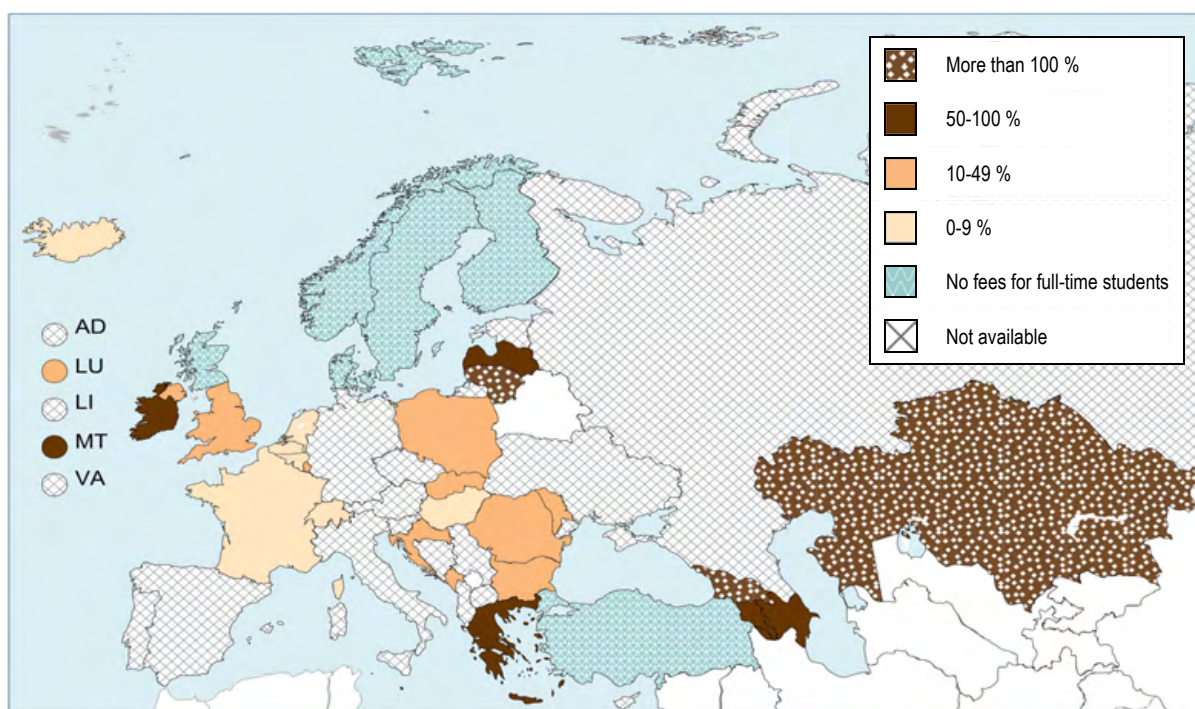 More than 100 %
50-100 %
10-49 %
0-9 %
No fees for full-time students
Not available
AD
LU
LI
MT
VA